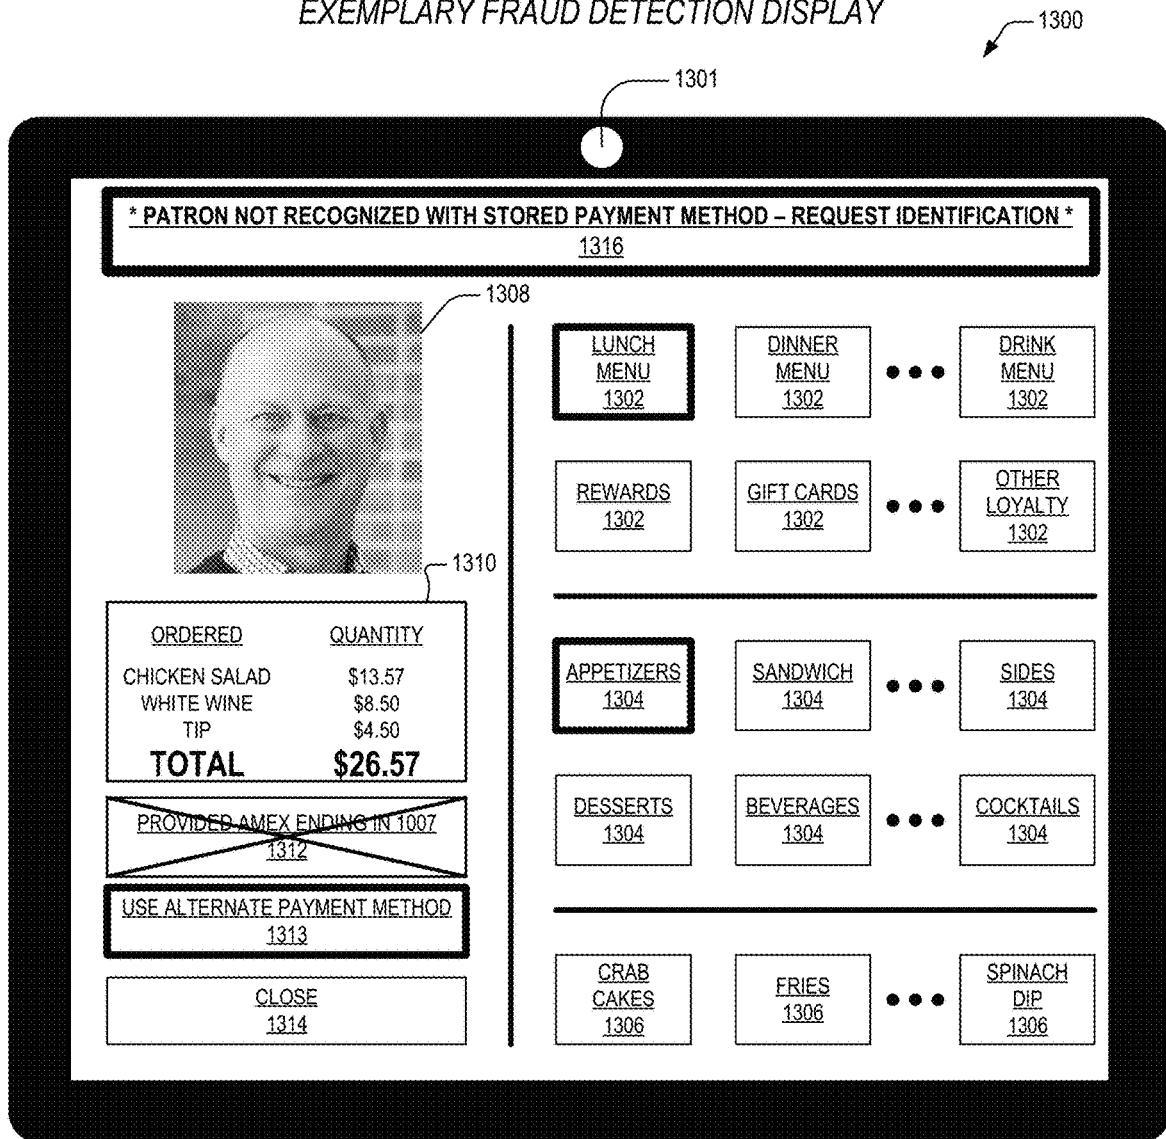 EXEMPLARY FRAUD DETECTION DISPLAY
1300
1301
* PATRON NOT RECOGNIZED WITH STORED PAYMENT METHOD – REQUEST IDENTIFICATION *
1316
1308
1310
ORDERED QUANTITY
CHICKEN SALAD $13.57
WHITE WINE $8.50
TIP $4.50
TOTAL $26.57
PROVIDED AMEX ENDING IN 1007
1312
USE ALTERNATE PAYMENT METHOD
1313
CLOSE
1314
LUNCH
MENU
1302
DINNER
MENU
1302
DRINK
MENU
1302
REWARDS
1302
GIFT CARDS
1302
OTHER
LOYALTY
1302
APPETIZERS
1304
SANDWICH
1304
SIDES
1304
DESSERTS
1304
BEVERAGES
1304
COCKTAILS
1304
CRAB
CAKES
1306
FRIES
1306
SPINACH
DIP
1306